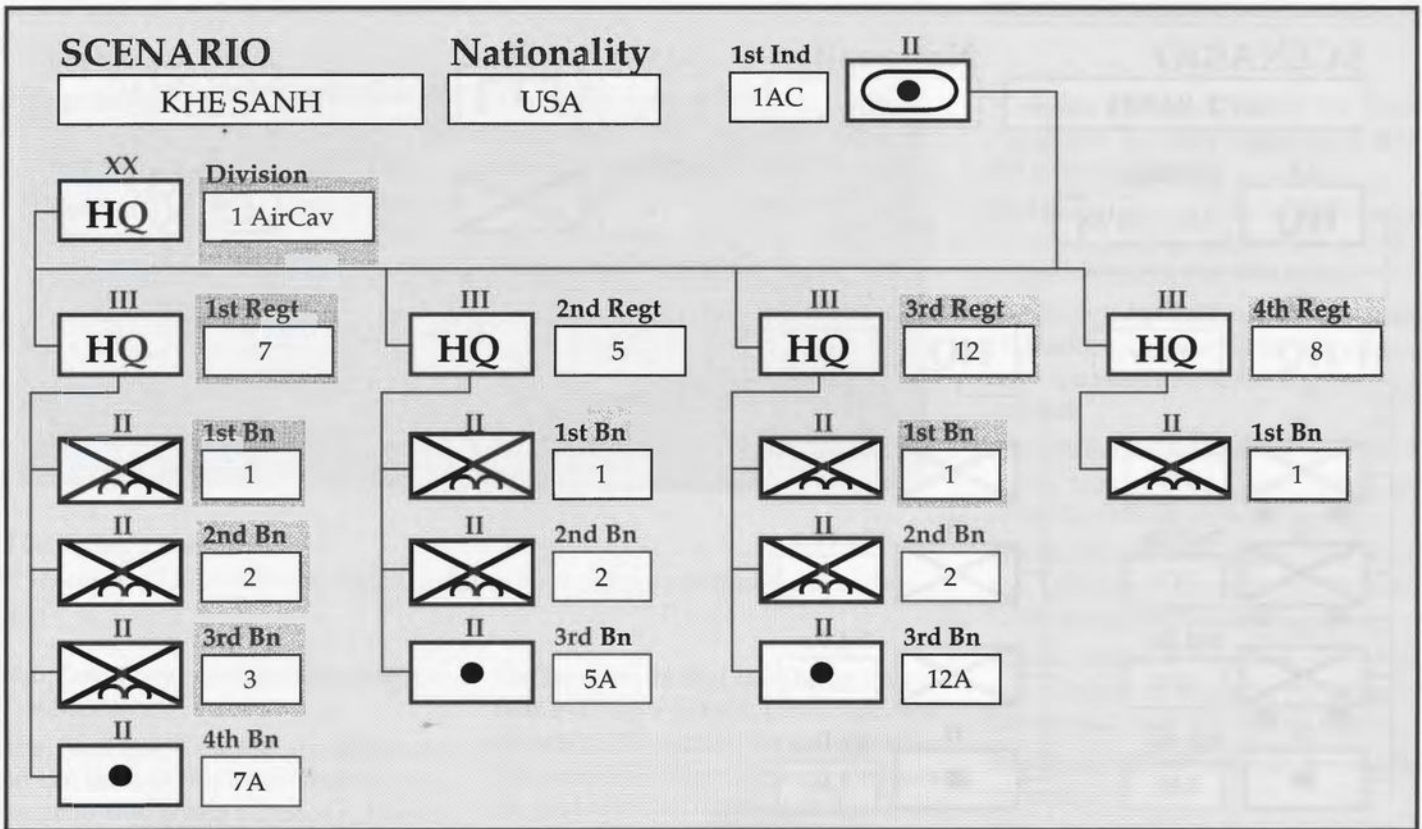 SCENARIO Nationality 1st Ind II
KHE SANH USA 1AC
XX Division
HQ 1 AirCav
III 1st Regt III 2nd Regt III 3rd Regt III 4th Regt
HQ 7 HQ 5 HQ 12 HQ 8
II 1st Bn II 1st Bn II 1st Bn II 1st Bn
1 1 1 1
II 2nd Bn II 2nd Bn II 2nd Bn
2 2 2
II 3rd Bn II 3rd Bn II 3rd Bn
3 5A 12A
II 4th Bn
7A